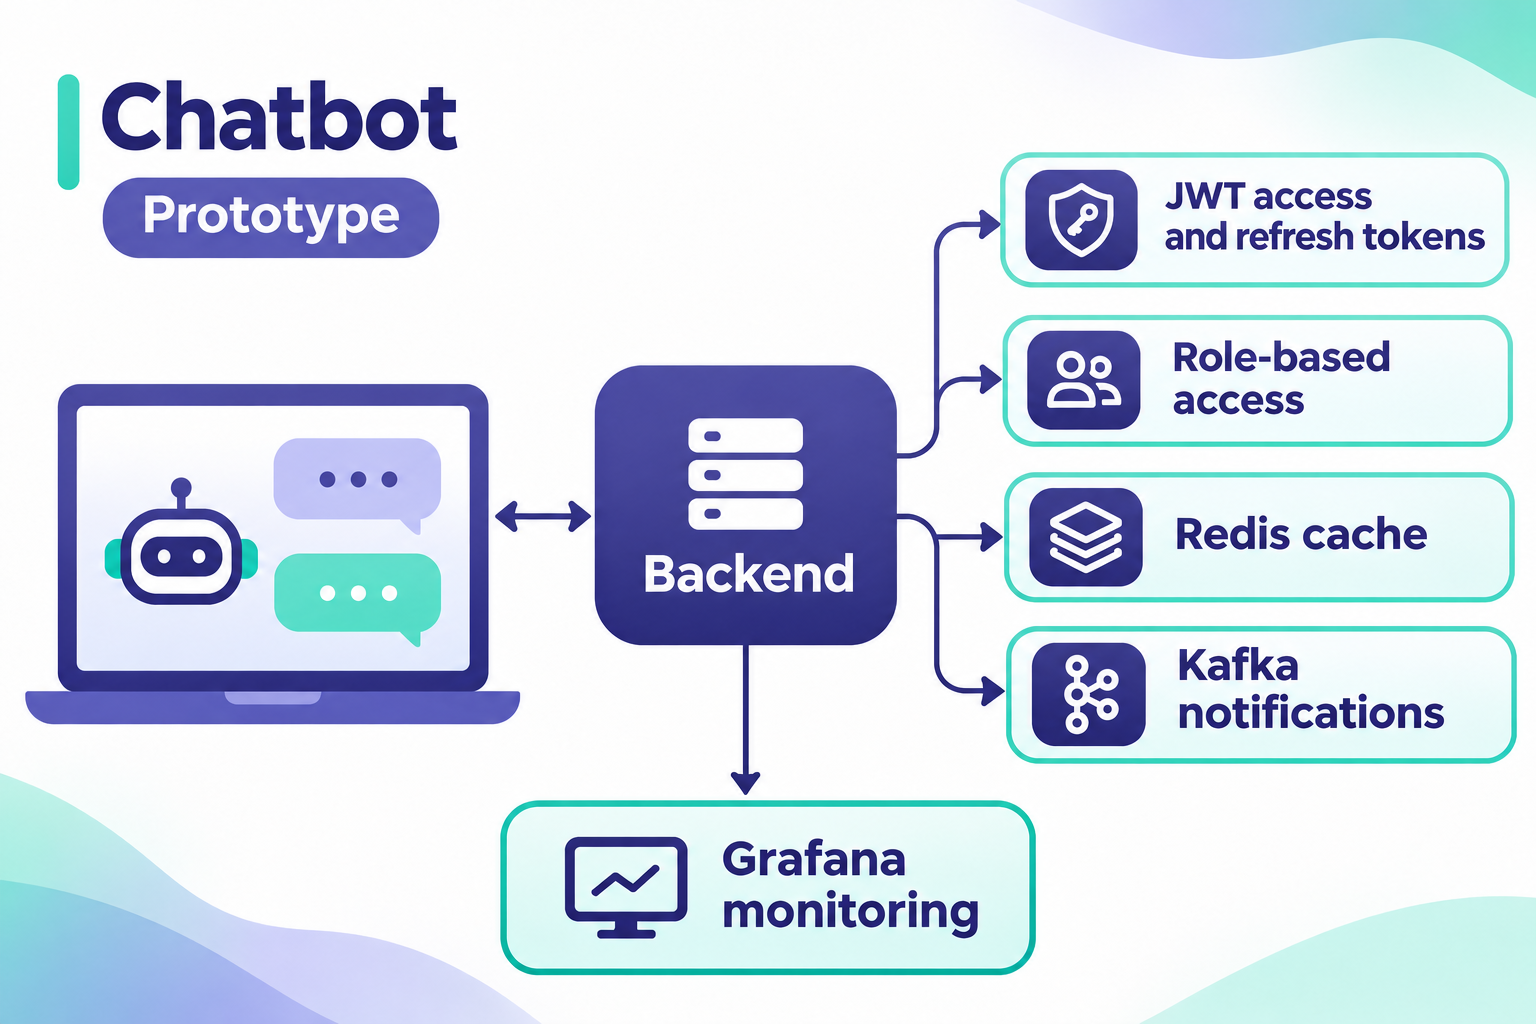 Chatbot
Prototype
JWT access
and refresh tokens
Role-based
access
Redis cache
Kafka
notifications
Backend
Grafana
monitoring